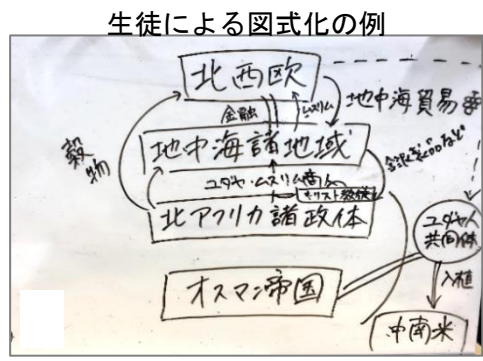 生徒による図式化の例
北西欧
金融
ムスリム
地中海貿易
穀物
地中海諸地域
ユダヤ・ムスリム商人
キリスト教徒
北アフリカ諸政体
ユダヤ人
共同体
入植
オスマン帝国
中南米